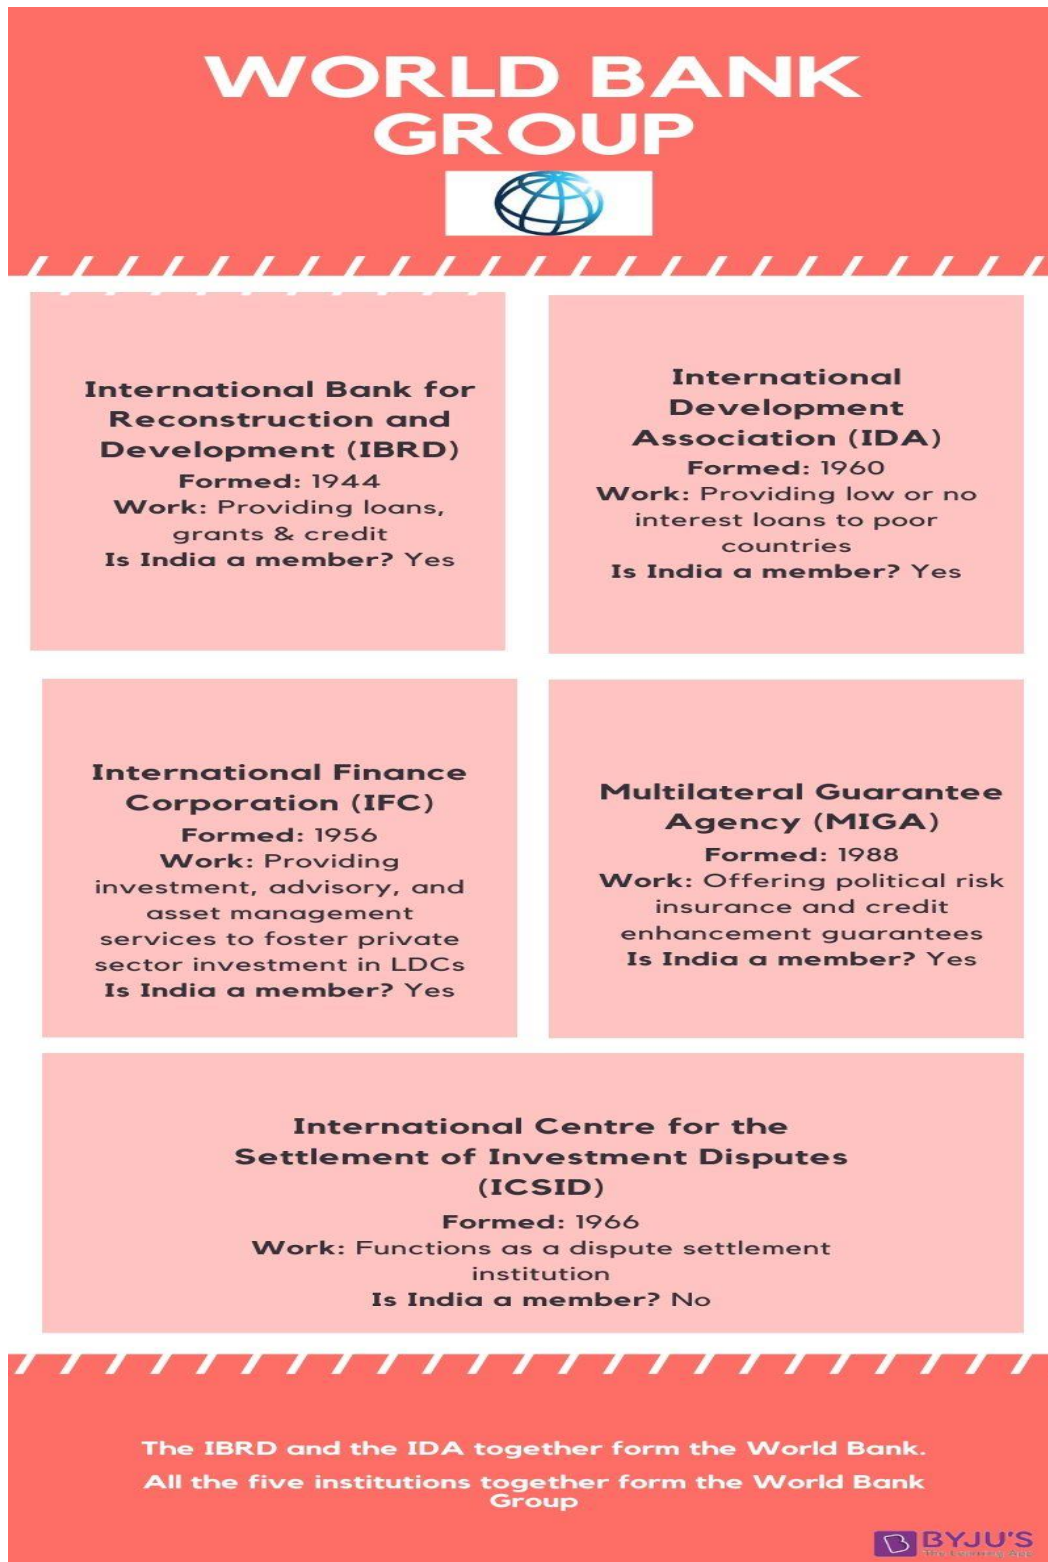 WORLD BANK
GROUP
International Bank for
Reconstruction and
Development (IBRD)
Formed: 1944
Work: Providing loans,
grants & credit
Is India a member? Yes
International
Development
Association (IDA)
Formed: 1960
Work: Providing low or no
interest loans to poor
countries
Is India a member? Yes
International Finance
Corporation (IFC)
Formed: 1956
Work: Providing
investment, advisory, and
asset management
services to foster private
sector investment in LDCs
Is India a member? Yes
Multilateral Guarantee
Agency (MIGA)
Formed: 1988
Work: Offering political risk
insurance and credit
enhancement guarantees
Is India a member? Yes
International Centre for the
Settlement of Investment Disputes
(ICSID)
Formed: 1966
Work: Functions as a dispute settlement
institution
Is India a member? No
The IBRD and the IDA together form the World Bank.
All the five institutions together form the World Bank
Group
BYJU'S
The Learning App